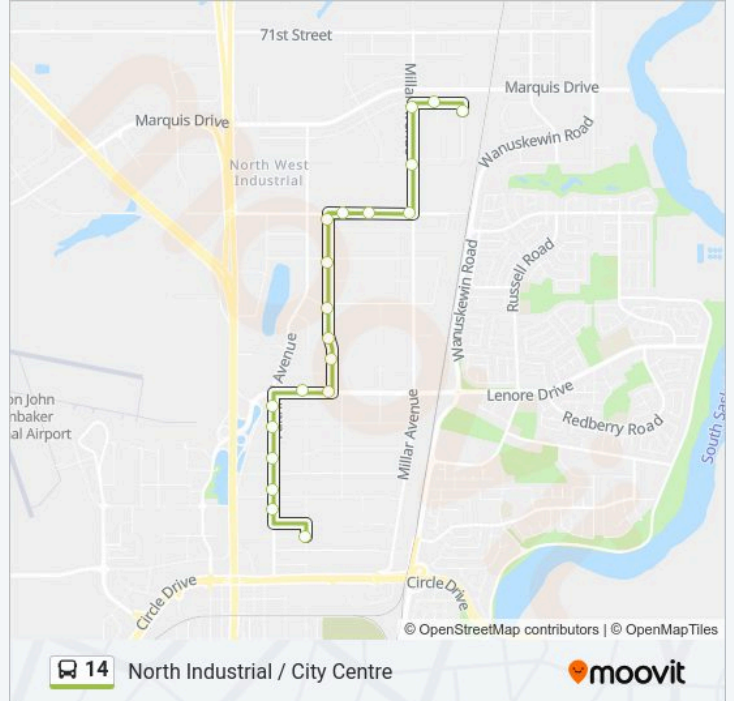 71st Street
Marquis Drive
Marquis Drive
Wanuskewin Road
North West
Industrial
Russell Road
Wanuskewin Road
Avenue
on John
nbaker
al Airport
Lenore Drive
Redberry Road
Millar Avenue
South Sas
Circle Drive
Circle Drive
© OpenStreetMap contributors | © OpenMapTiles
14 North Industrial / City Centre
moovit